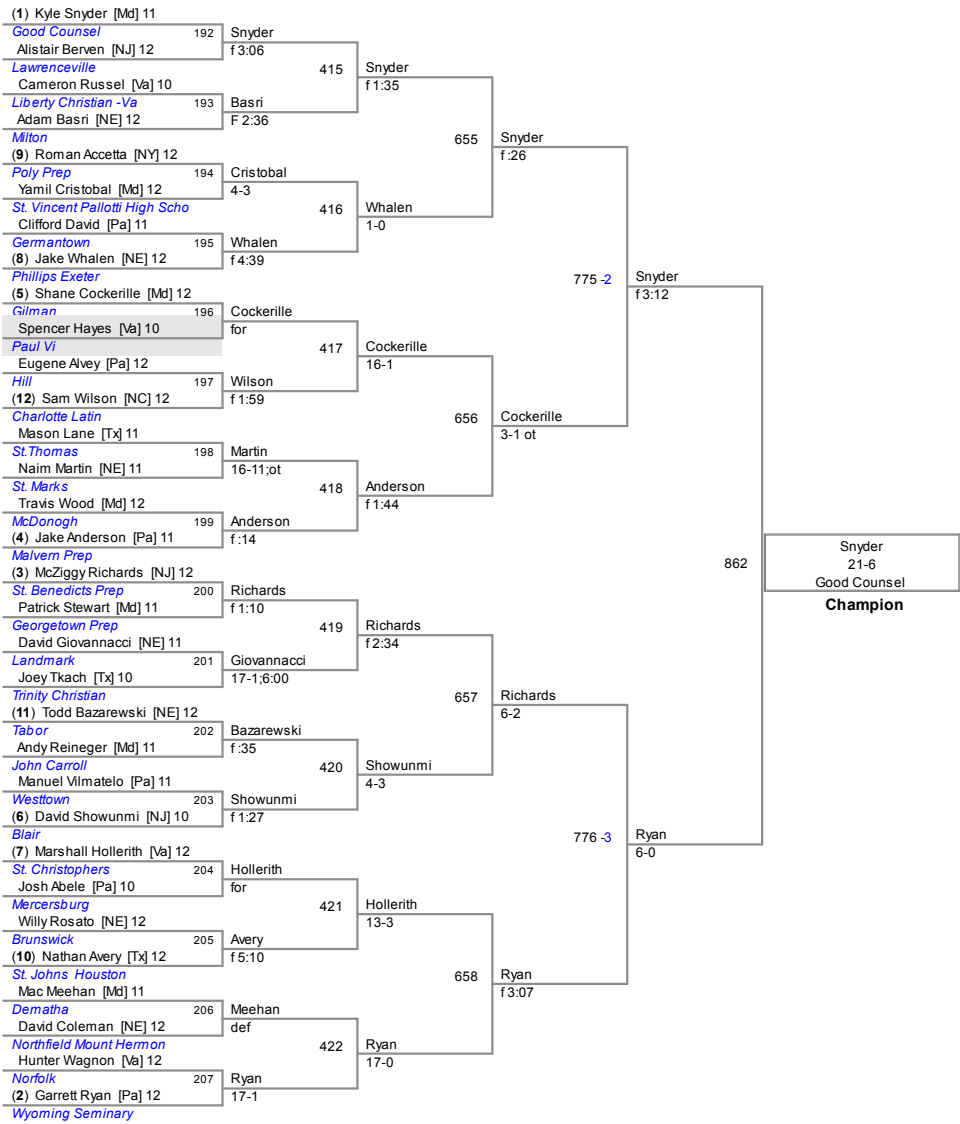 (1) Kyle Snyder [Md] 11
Good Counsel
192
Alistair Berven [NJ] 12
Lawrenceville
Cameron Russel [Va] 10
Liberty Christian -Va
193
Adam Basri [NE] 12
Milton
(9) Roman Accetta [NY] 12
Poly Prep
194
Yamil Cristobal [Md] 12
St. Vincent Pallotti High Scho
Clifford David [Pa] 11
Germantown
195
(8) Jake Whalen [NE] 12
Phillips Exeter
(5) Shane Cockerille [Md] 12
Gilman
196
Spencer Hayes [Va] 10
Paul Vi
Eugene Alvey [Pa] 12
Hill
197
(12) Sam Wilson [NC] 12
Charlotte Latin
Mason Lane [Tx] 11
St.Thomas
198
Naim Martin [NE] 11
St. Marks
Travis Wood [Md] 12
McDonogh
199
(4) Jake Anderson [Pa] 11
Malvern Prep
(3) McZiggy Richards [NJ] 12
St. Benedicts Prep
200
Patrick Stewart [Md] 11
Georgetown Prep
David Giovannacci [NE] 11
Landmark
201
Joey Tkach [Tx] 10
Trinity Christian
(11) Todd Bazarewski [NE] 12
Tabor
202
Andy Reineger [Md] 11
John Carroll
Manuel Vilmatelo [Pa] 11
Westtown
203
(6) David Showunmi [NJ] 10
Blair
(7) Marshall Hollerith [Va] 12
St. Christophers
204
Josh Abele [Pa] 10
Mercersburg
Willy Rosato [NE] 12
Brunswick
205
(10) Nathan Avery [Tx] 12
St. Johns Houston
Mac Meehan [Md] 11
Dematha
206
David Coleman [NE] 12
Northfield Mount Hermon
Hunter Wagnon [Va] 12
Norfolk
207
(2) Garrett Ryan [Pa] 12
Wyoming Seminary
Snyder
f 3:06
415
Basri
F 2:36
Cristobal
4-3
416
Whalen
f 4:39
Cockerille
for
417
Wilson
f 1:59
Martin
16-11;ot
418
Anderson
f :14
Richards
f 1:10
419
Giovannacci
17-1;6:00
Bazarewski
f :35
420
Showunmi
f 1:27
Hollerith
for
421
Avery
f 5:10
Meehan
def
422
Ryan
17-1
Snyder
f 1:35
655
Whalen
1-0
Cockerille
16-1
656
Anderson
f 1:44
Richards
f 2:34
657
Showunmi
4-3
Hollerith
13-3
658
Ryan
17-0
Snyder
f :26
775 -2
Cockerille
3-1 ot
Richards
6-2
776 -3
Ryan
f 3:07
Snyder
f 3:12
862
Ryan
6-0
Snyder
21-6
Good Counsel
Champion